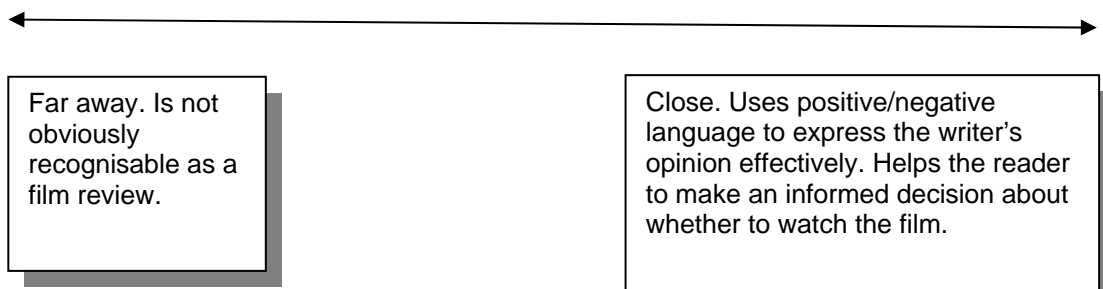 Far away. Is not
obviously
recognisable as a
film review.
Close. Uses positive/negative
language to express the writer's
opinion effectively. Helps the reader
to make an informed decision about
whether to watch the film.